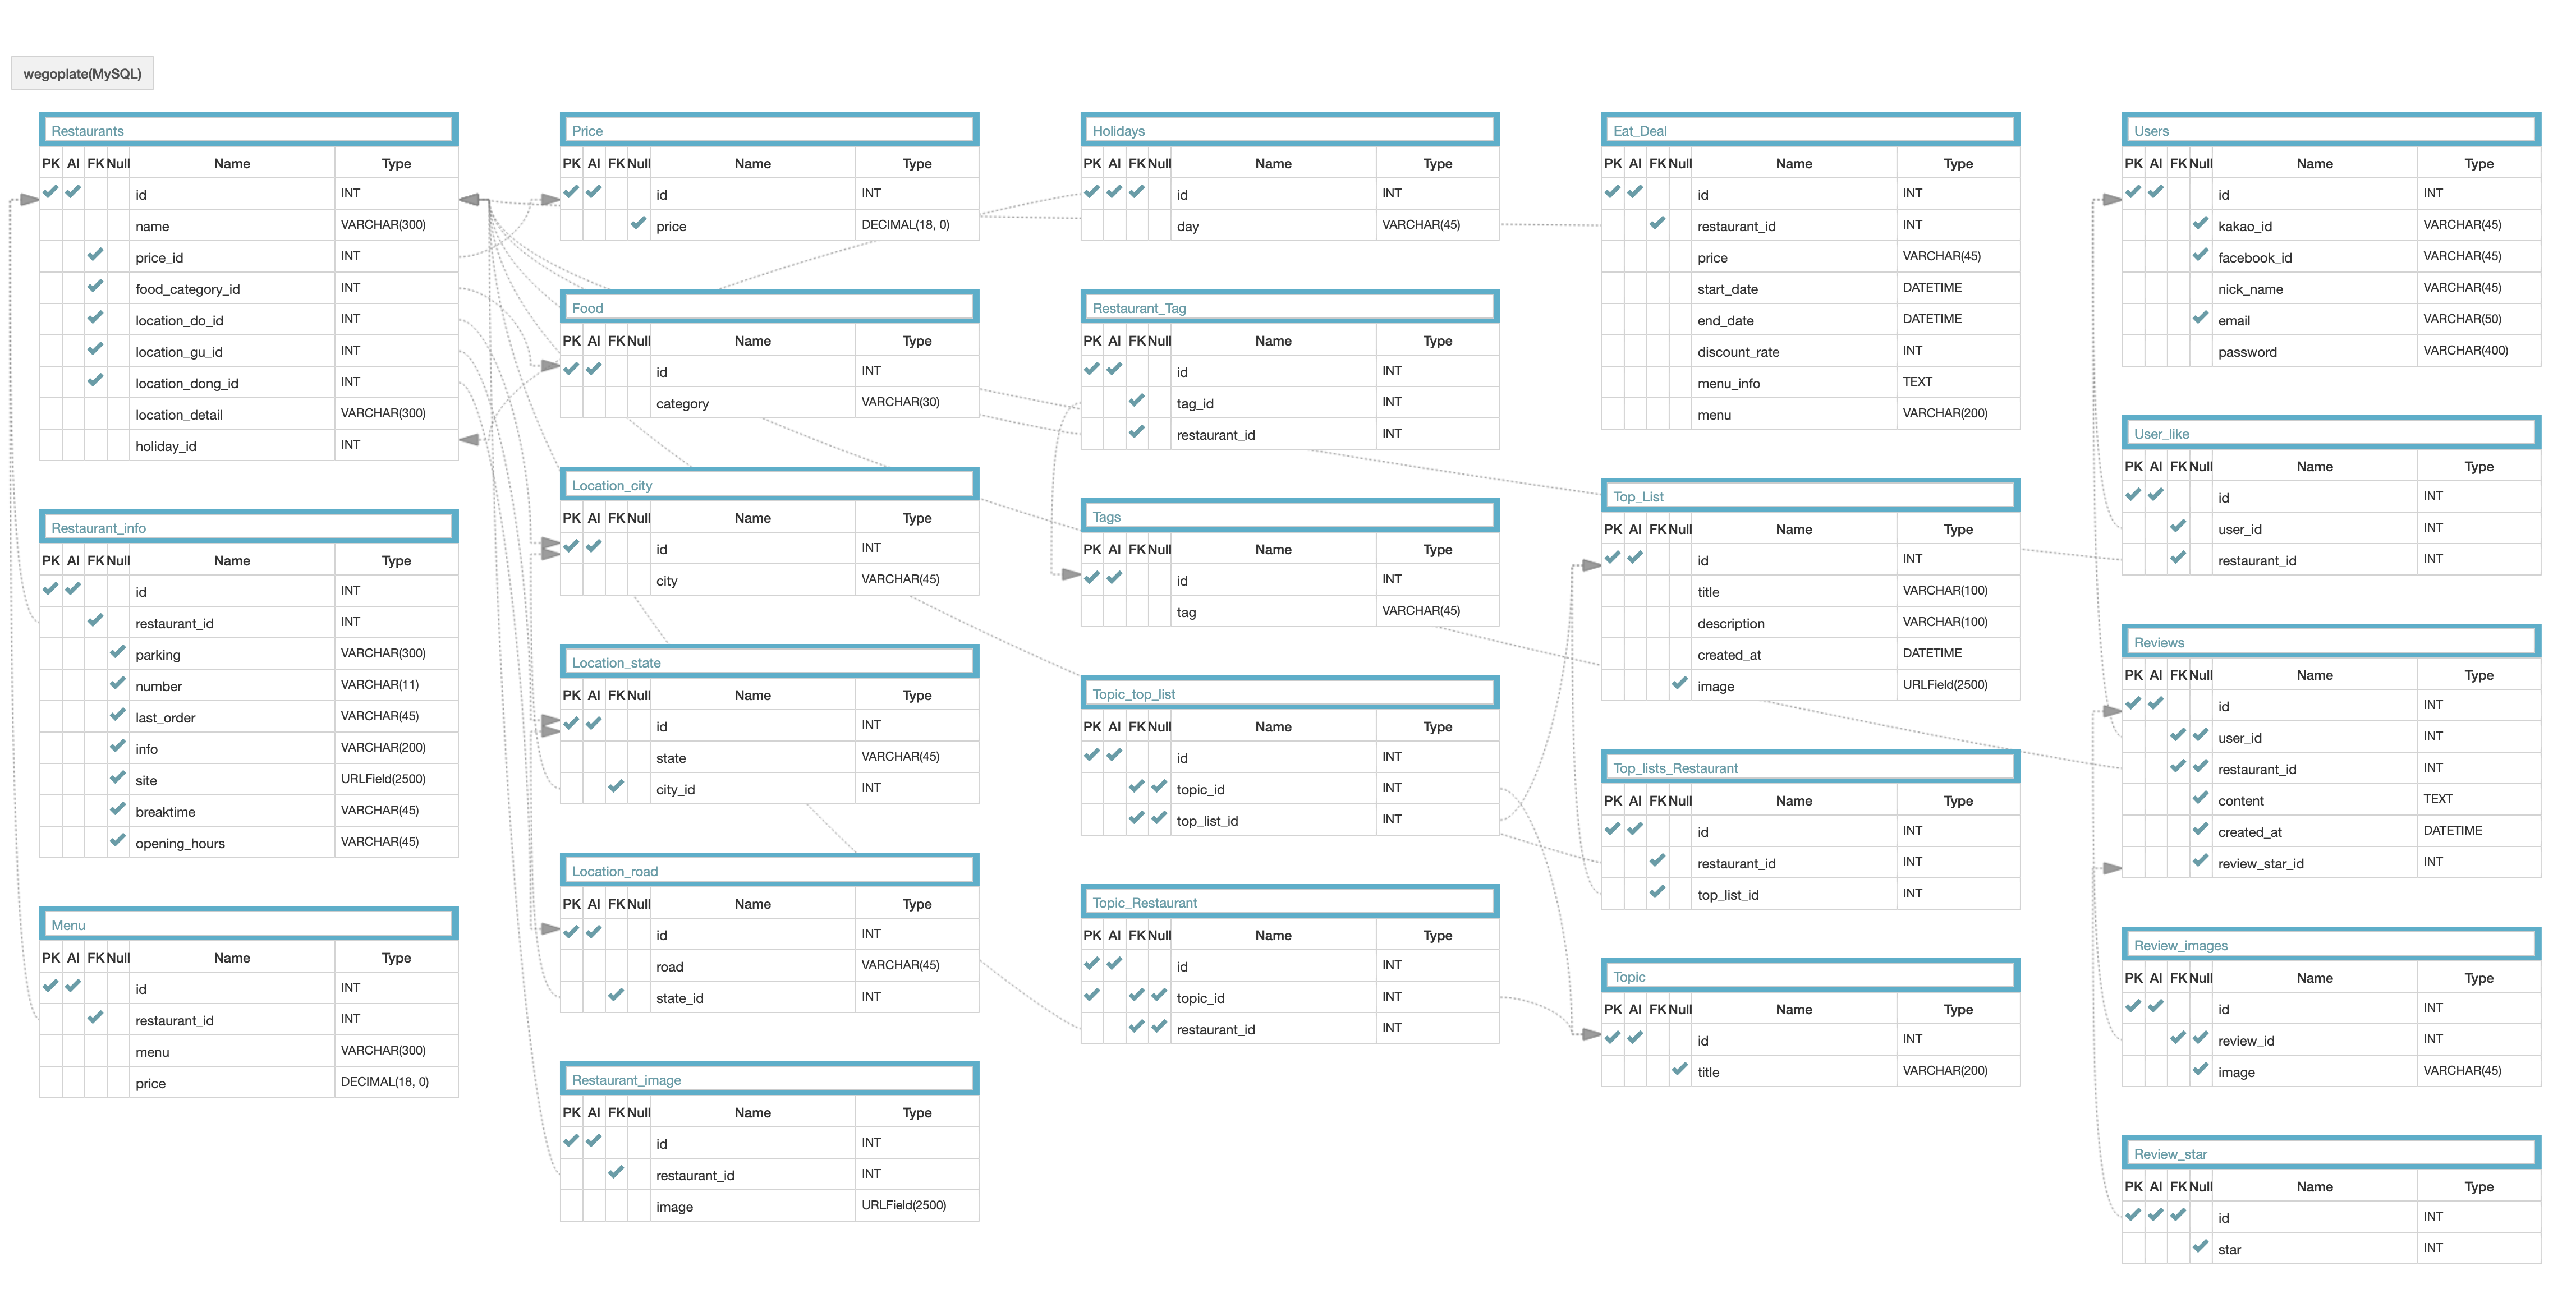 wegoplate(MySQL)
Restaurants
PK AI FK Null Name Type
id INT
name VARCHAR(300)
price_id INT
food_category_id INT
location_do_id INT
location_gu_id INT
location_dong_id INT
location_detail VARCHAR(300)
holiday_id INT
Restaurant_info
PK AI FK Null Name Type
id INT
restaurant_id INT
parking VARCHAR(300)
number VARCHAR(11)
last_order VARCHAR(45)
info VARCHAR(200)
site URLField(2500)
breaktime VARCHAR(45)
opening_hours VARCHAR(45)
Menu
PK AI FK Null Name Type
id INT
restaurant_id INT
menu VARCHAR(300)
price DECIMAL(18, 0)
Price
PK AI FK Null Name Type
id INT
price DECIMAL(18, 0)
Food
PK AI FK Null Name Type
id INT
category VARCHAR(30)
Location_city
PK AI FK Null Name Type
id INT
city VARCHAR(45)
Location_state
PK AI FK Null Name Type
id INT
state VARCHAR(45)
city_id INT
Location_road
PK AI FK Null Name Type
id INT
road VARCHAR(45)
state_id INT
Restaurant_image
PK AI FK Null Name Type
id INT
restaurant_id INT
image URLField(2500)
Holidays
PK AI FK Null Name Type
id INT
day VARCHAR(45)
Restaurant_Tag
PK AI FK Null Name Type
id INT
tag_id INT
restaurant_id INT
Tags
PK AI FK Null Name Type
id INT
tag VARCHAR(45)
Topic_top_list
PK AI FK Null Name Type
id INT
topic_id INT
top_list_id INT
Topic_Restaurant
PK AI FK Null Name Type
id INT
topic_id INT
restaurant_id INT
Eat_Deal
PK AI FK Null Name Type
id INT
restaurant_id INT
price VARCHAR(45)
start_date DATETIME
end_date DATETIME
discount_rate INT
menu_info TEXT
menu VARCHAR(200)
Top_List
PK AI FK Null Name Type
id INT
title VARCHAR(100)
description VARCHAR(100)
created_at DATETIME
image URLField(2500)
Top_lists_Restaurant
PK AI FK Null Name Type
id INT
restaurant_id INT
top_list_id INT
Topic
PK AI FK Null Name Type
id INT
title VARCHAR(200)
Users
PK AI FK Null Name Type
id INT
kakao_id VARCHAR(45)
facebook_id VARCHAR(45)
nick_name VARCHAR(45)
email VARCHAR(50)
password VARCHAR(400)
User_like
PK AI FK Null Name Type
id INT
user_id INT
restaurant_id INT
Reviews
PK AI FK Null Name Type
id INT
user_id INT
restaurant_id INT
content TEXT
created_at DATETIME
review_star_id INT
Review_images
PK AI FK Null Name Type
id INT
review_id INT
image VARCHAR(45)
Review_star
PK AI FK Null Name Type
id INT
star INT